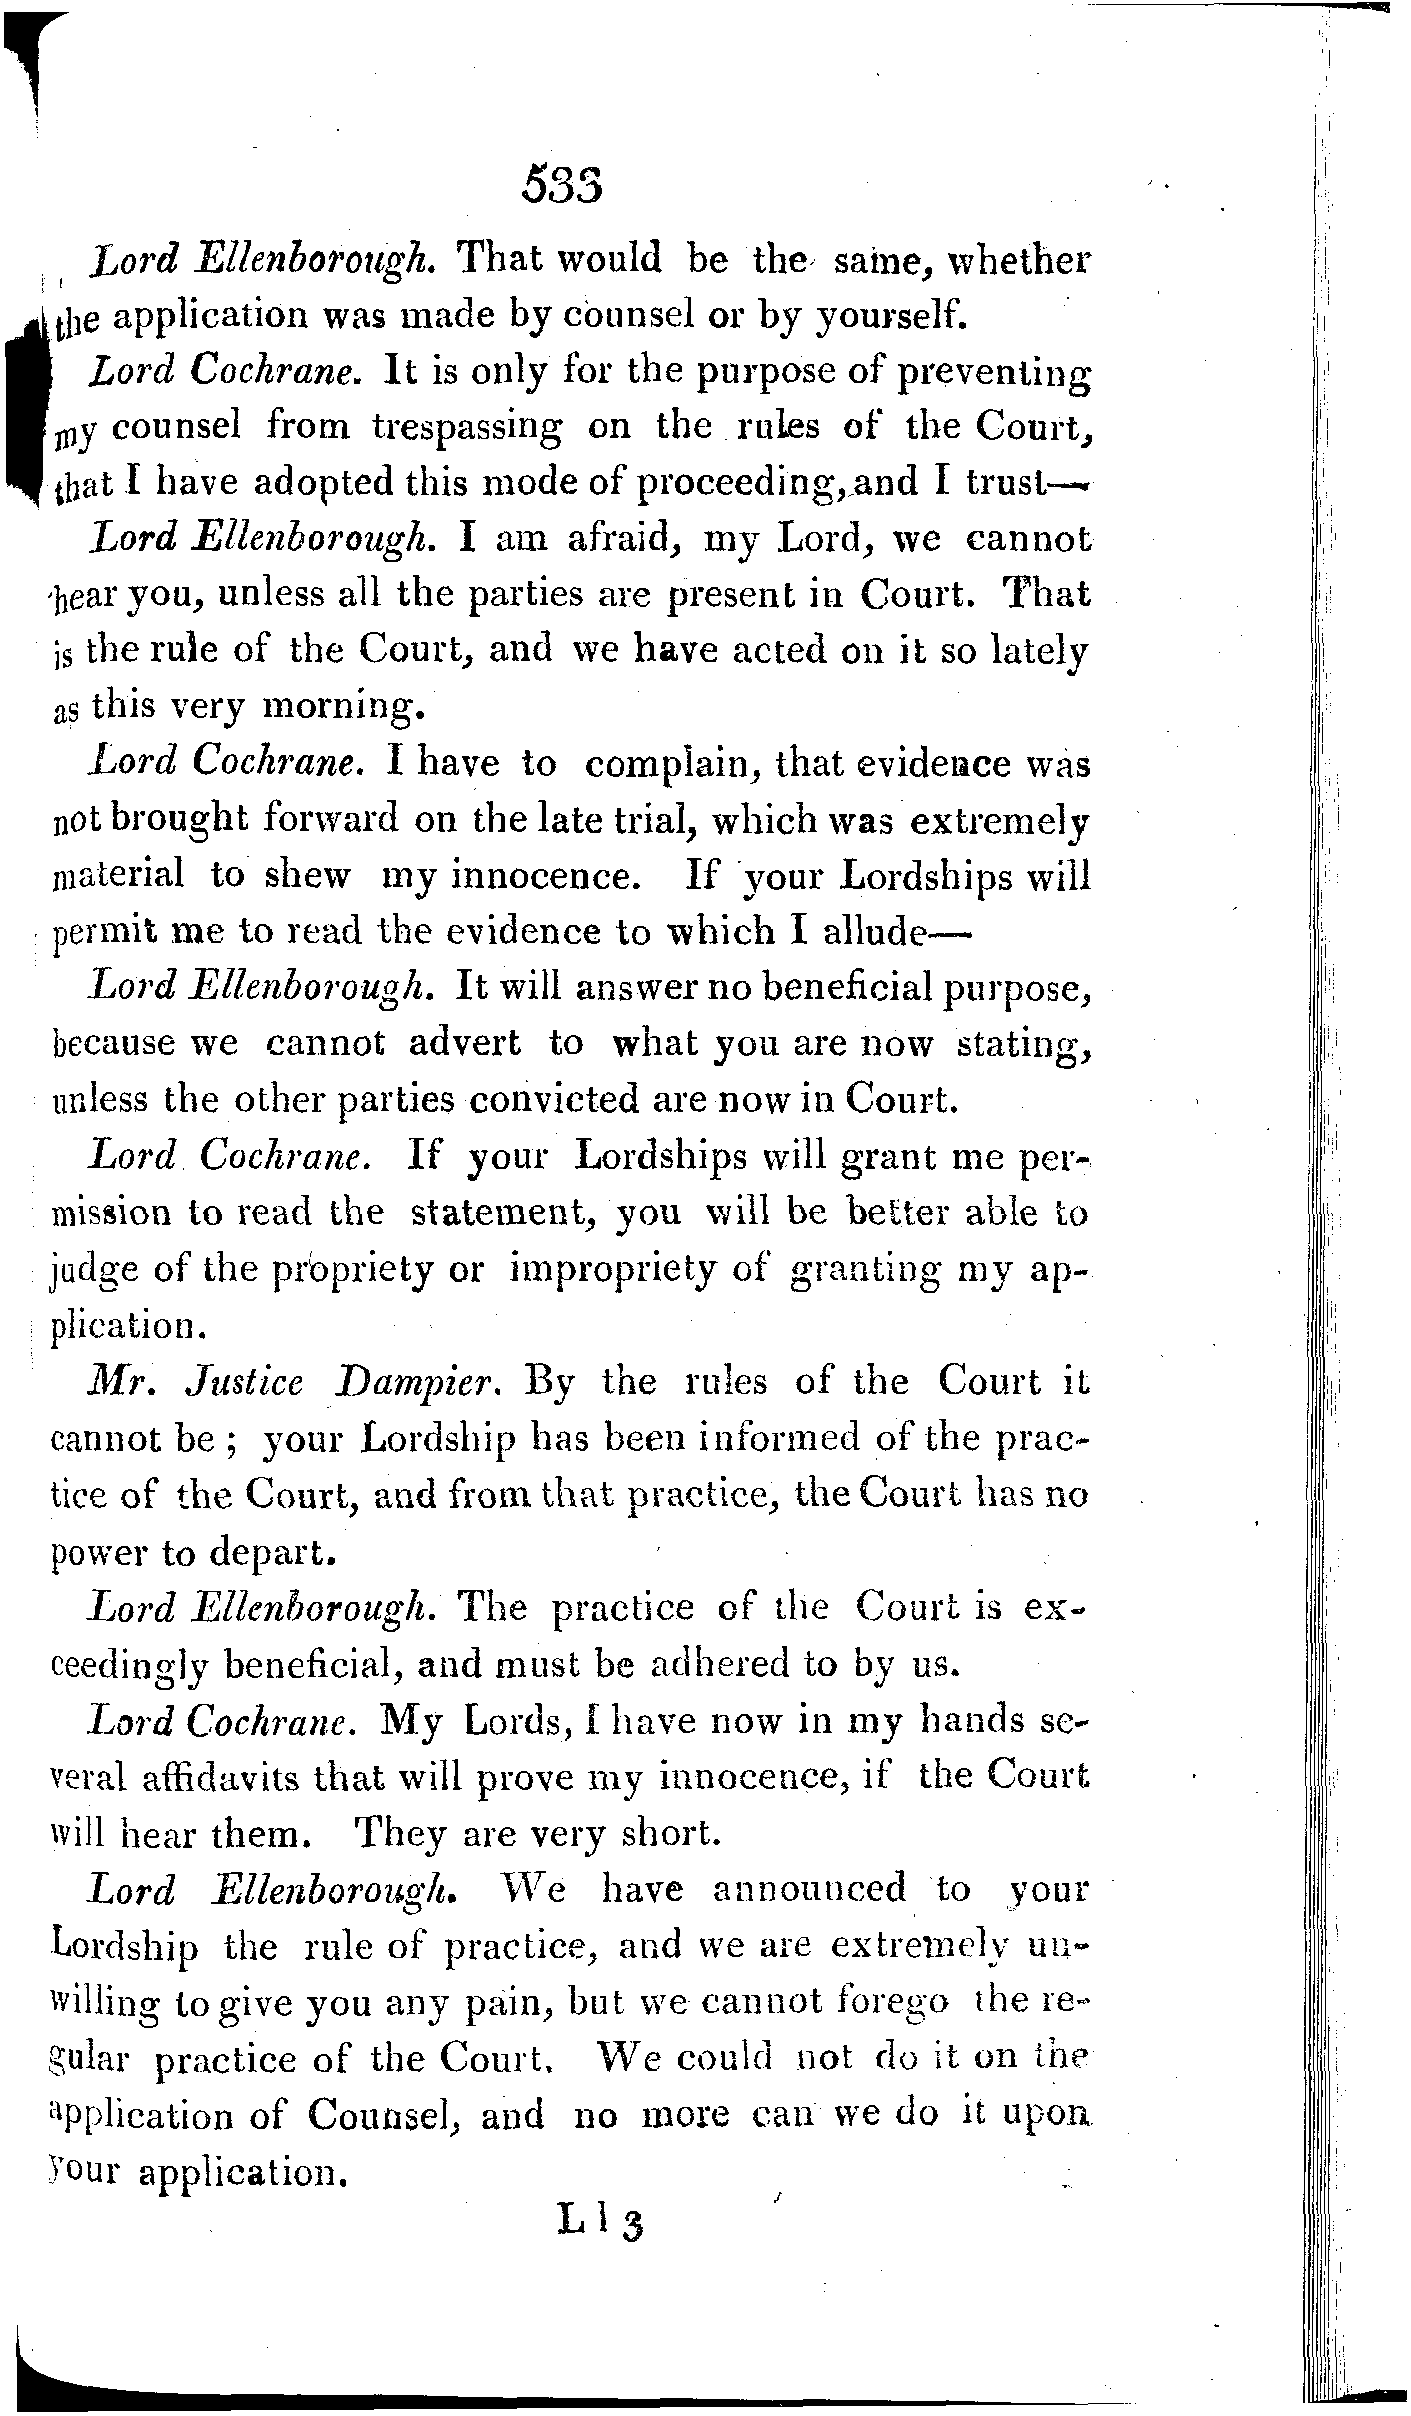 533
Lord Ellenborough. That would be the same, whether
the application was made by counsel or by yourself.
Lord Cochrane. It is only for the purpose of preventing
my counsel from trespassing on the rules of the Court,
that I have adopted this mode of proceeding, and I trust—
Lord Ellenborough. I am afraid, my Lord, we cannot
hear you, unless all the parties are present in Court. That
is the rule of the Court, and we have acted on it so lately
as this very morning.
Lord Cochrane. I have to complain, that evidence was
not brought forward on the late trial, which was extremely
material to shew my innocence. If your Lordships will
permit me to read the evidence to which I allude—
Lord Ellenborough. It will answer no beneficial purpose,
because we cannot advert to what you are now stating,
unless the other parties convicted are now in Court.
Lord Cochrane. If your Lordships will grant me per-
mission to read the statement, you will be better able to
judge of the propriety or impropriety of granting my ap-
plication.
Mr. Justice Dampier. By the rules of the Court it
cannot be ; your Lordship has been informed of the prac-
tice of the Court, and from that practice, the Court has no
power to depart.
Lord Ellenborough. The practice of the Court is ex-
ceedingly beneficial, and must be adhered to by us.
Lord Cochrane. My Lords, I have now in my hands se-
veral affidavits that will prove my innocence, if the Court
will hear them. They are very short.
Lord Ellenborough. We have announced to your
Lordship the rule of practice, and we are extremely un-
willing to give you any pain, but we cannot forego the re-
gular practice of the Court. We could not do it on the
application of Counsel, and no more can we do it upon
your application.
L l 3